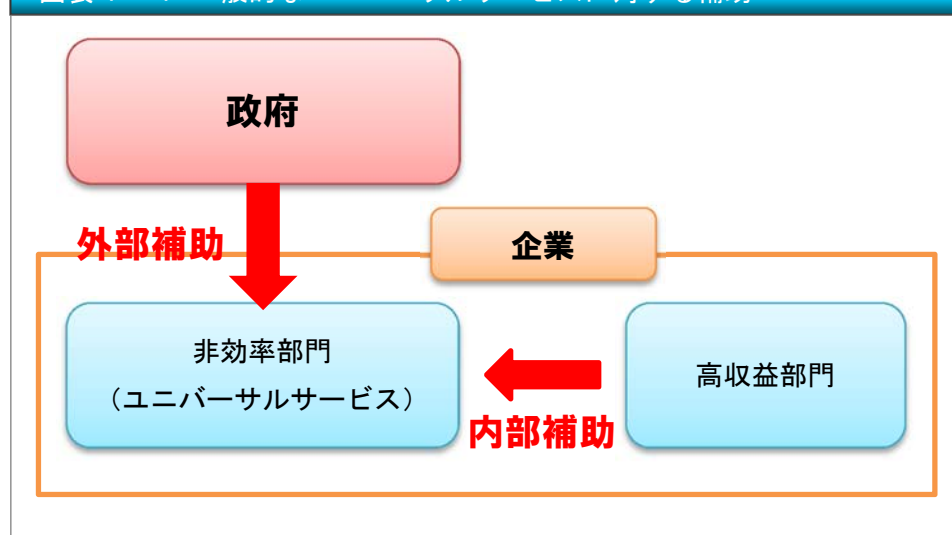 政府
外部補助
企業
非効率部門
(ユニバーサルサービス)
高収益部門
内部補助